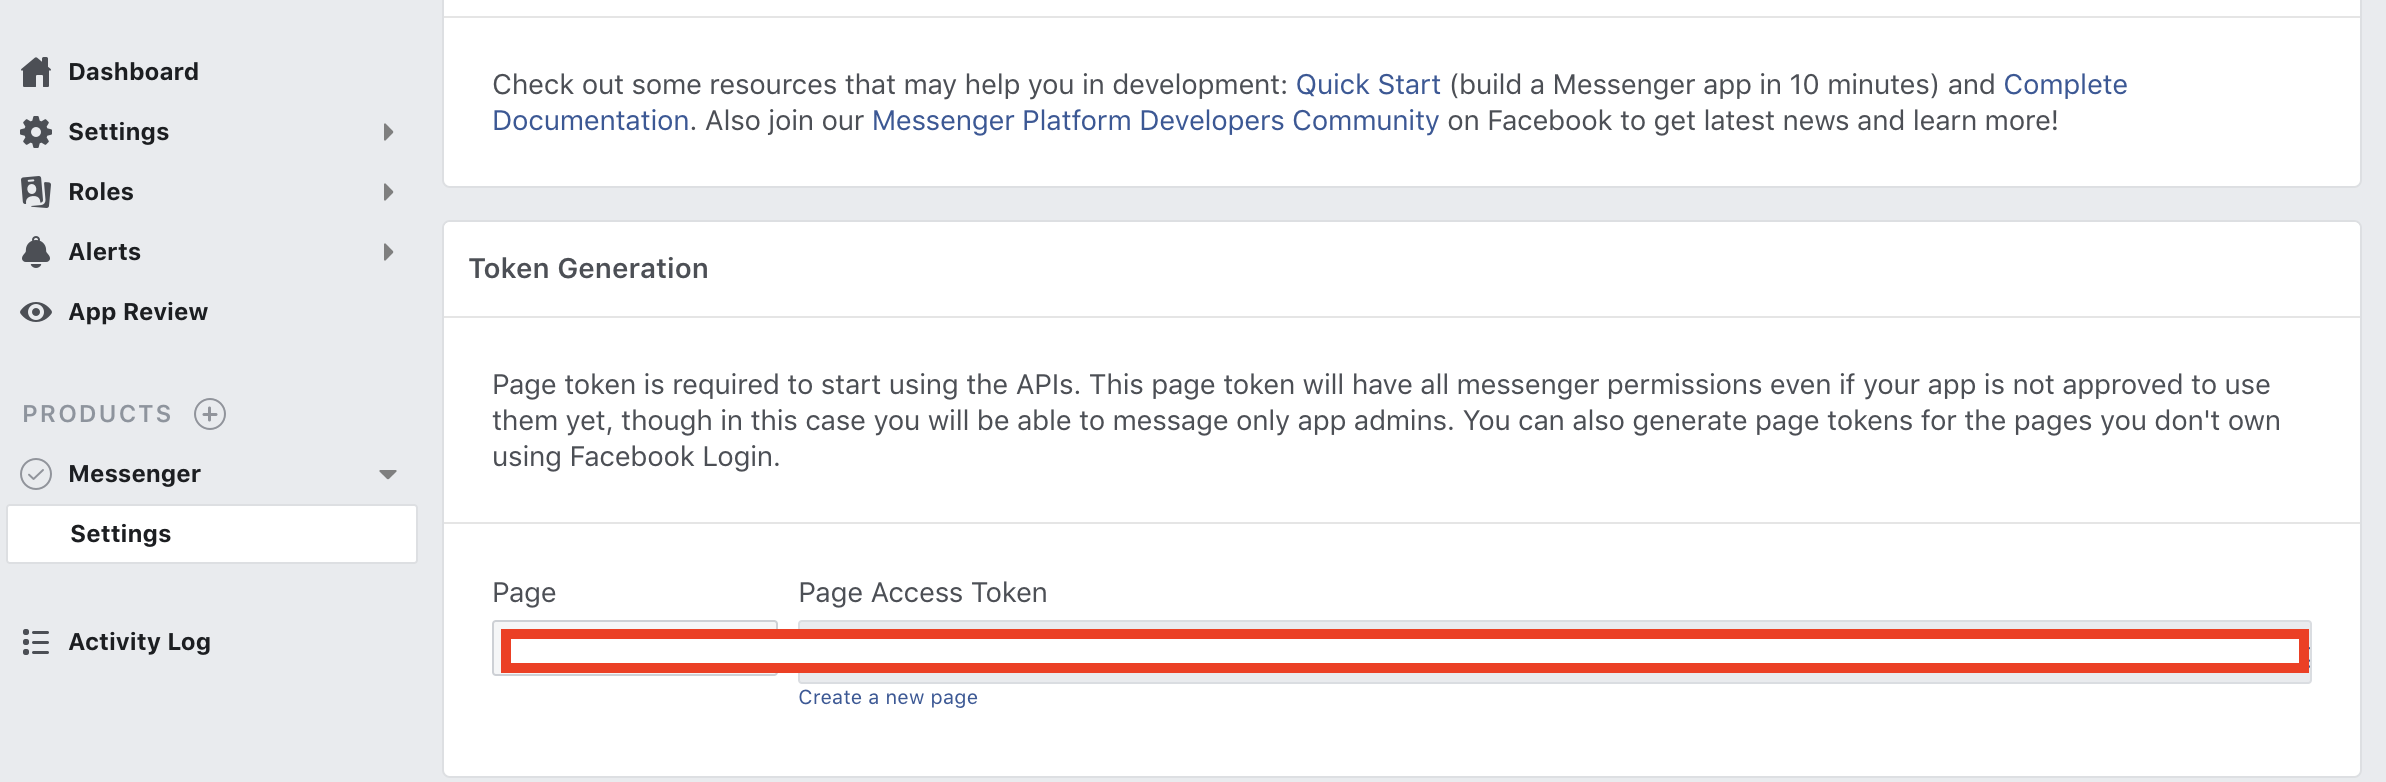 Dashboard
Settings
Roles
Alerts
App Review
PRODUCTS
Messenger
Settings
Activity Log
Check out some resources that may help you in development: Quick Start (build a Messenger app in 10 minutes) and Complete
Documentation. Also join our Messenger Platform Developers Community on Facebook to get latest news and learn more!
Token Generation
Page token is required to start using the APIs. This page token will have all messenger permissions even if your app is not approved to use
them yet, though in this case you will be able to message only app admins. You can also generate page tokens for the pages you don't own
using Facebook Login.
Page
Page Access Token
Create a new page